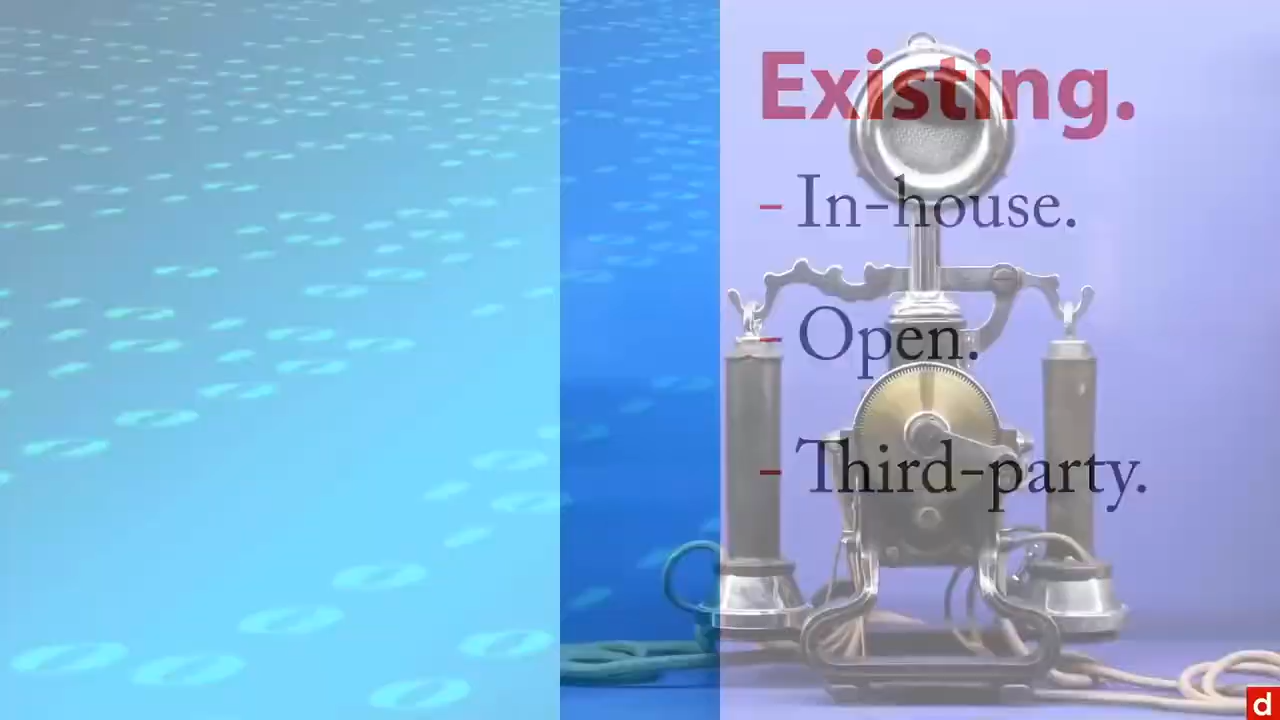 Existing.
- In-house.
- Open.
- Third-party.
d